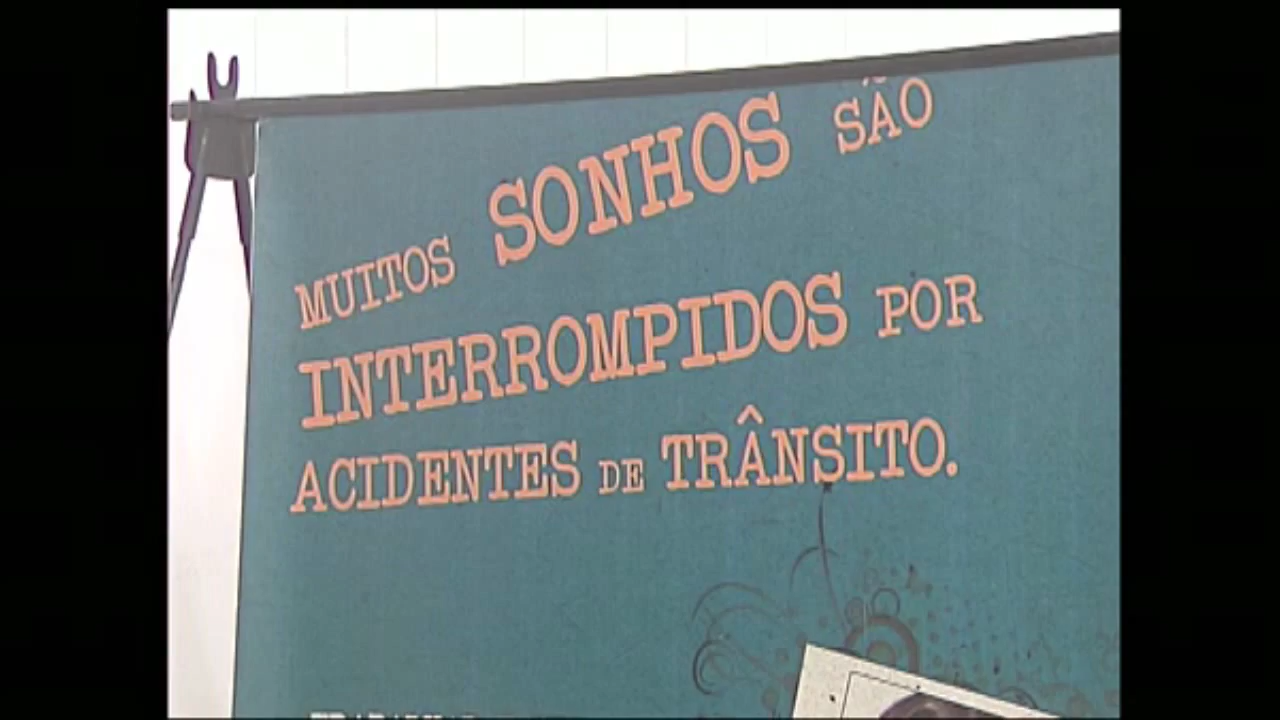 MUITOS SONHOS SÃO
INTERROMPIDOS POR
ACIDENTES DE TRÂNSITO.